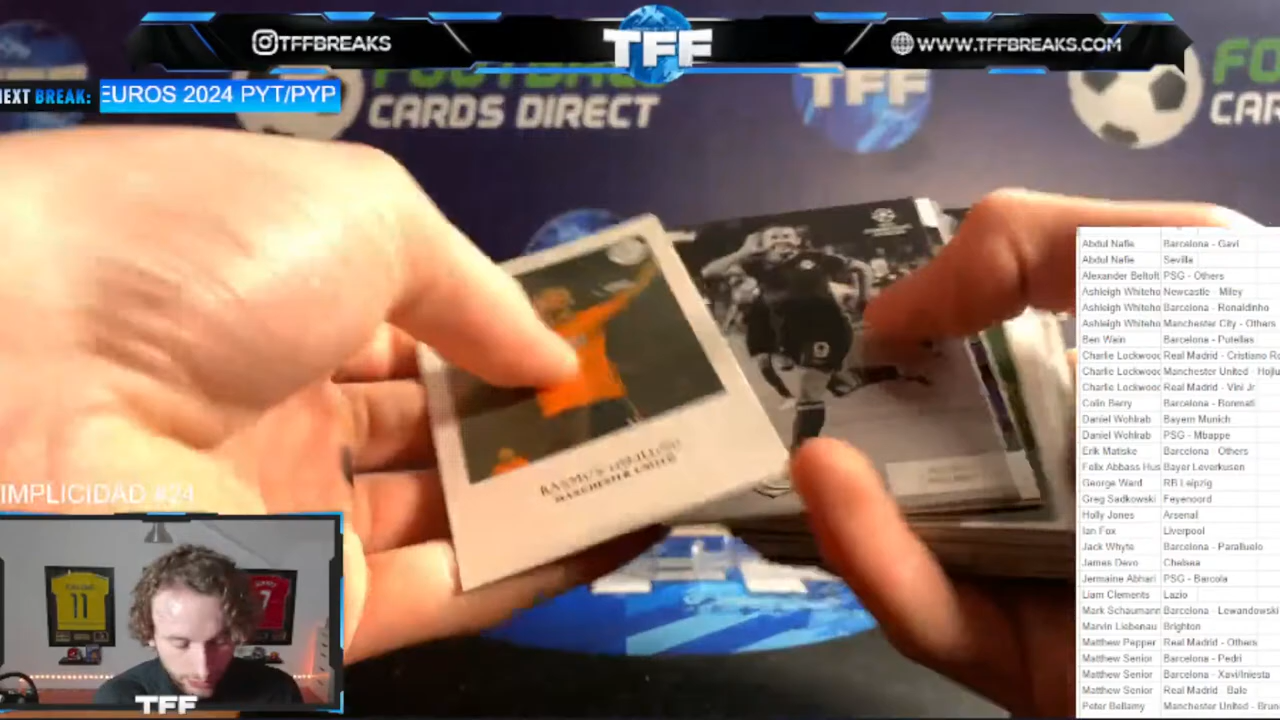 TFFBREAKS
TFF
WWW.TFFBREAKS.COM
NEXT BREAK:
EUROS 2024 PYT/PYP
CARDS DIRECT
TFF
FO
CAR
MANCHESTER UNITED
9
IMPLICIDAD #24
11
7
TFF
Abdul Nafie Barcelona - Gavi
Abdul Nafie Sevilla
Alexander Beltoft PSG - Others
Ashleigh Whiteho Newcastle - Miley
Ashleigh Whiteho Barcelona - Ronaldinho
Ashleigh Whiteho Manchester City - Others
Ben Wain Barcelona - Putellas
Charlie Lockwood Real Madrid - Cristiano Ro
Charlie Lockwood Manchester United - Hojlu
Charlie Lockwood Real Madrid - Vini Jr
Colin Berry Barcelona - Bonmati
Daniel Wohlrab Bayern Munich
Daniel Wohlrab PSG - Mbappe
Erik Matiske Barcelona - Others
Felix Abbass Hus Bayer Leverkusen
George Ward RB Leipzig
Greg Sadkowski Feyenoord
Holly Jones Arsenal
Ian Fox Liverpool
Jack Whyte Barcelona - Paralluelo
James Devo Chelsea
Jermaine Abhari PSG - Barcola
Liam Clements Lazio
Mark Schaumann Barcelona - Lewandowski
Marvin Liebenau Brighton
Matthew Pepper Real Madrid - Others
Matthew Senior Barcelona - Pedri
Matthew Senior Barcelona - Xavi/Iniesta
Matthew Senior Real Madrid - Bale
Peter Bellamy Manchester United - Brun